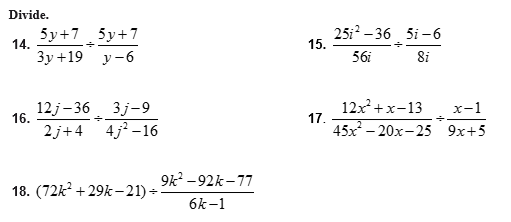 Divide.
14. (5y+7)/(3y+19) ÷ (5y+7)/(y−6)
15. (25i²−36)/(56i) ÷ (5i−6)/(8i)
16. (12j−36)/(2j+4) ÷ (3j−9)/(4j²−16)
17. (12x²+x−13)/(45x²−20x−25) ÷ (x−1)/(9x+5)
18. (72k²+29k−21) ÷ (9k²−92k−77)/(6k−1)